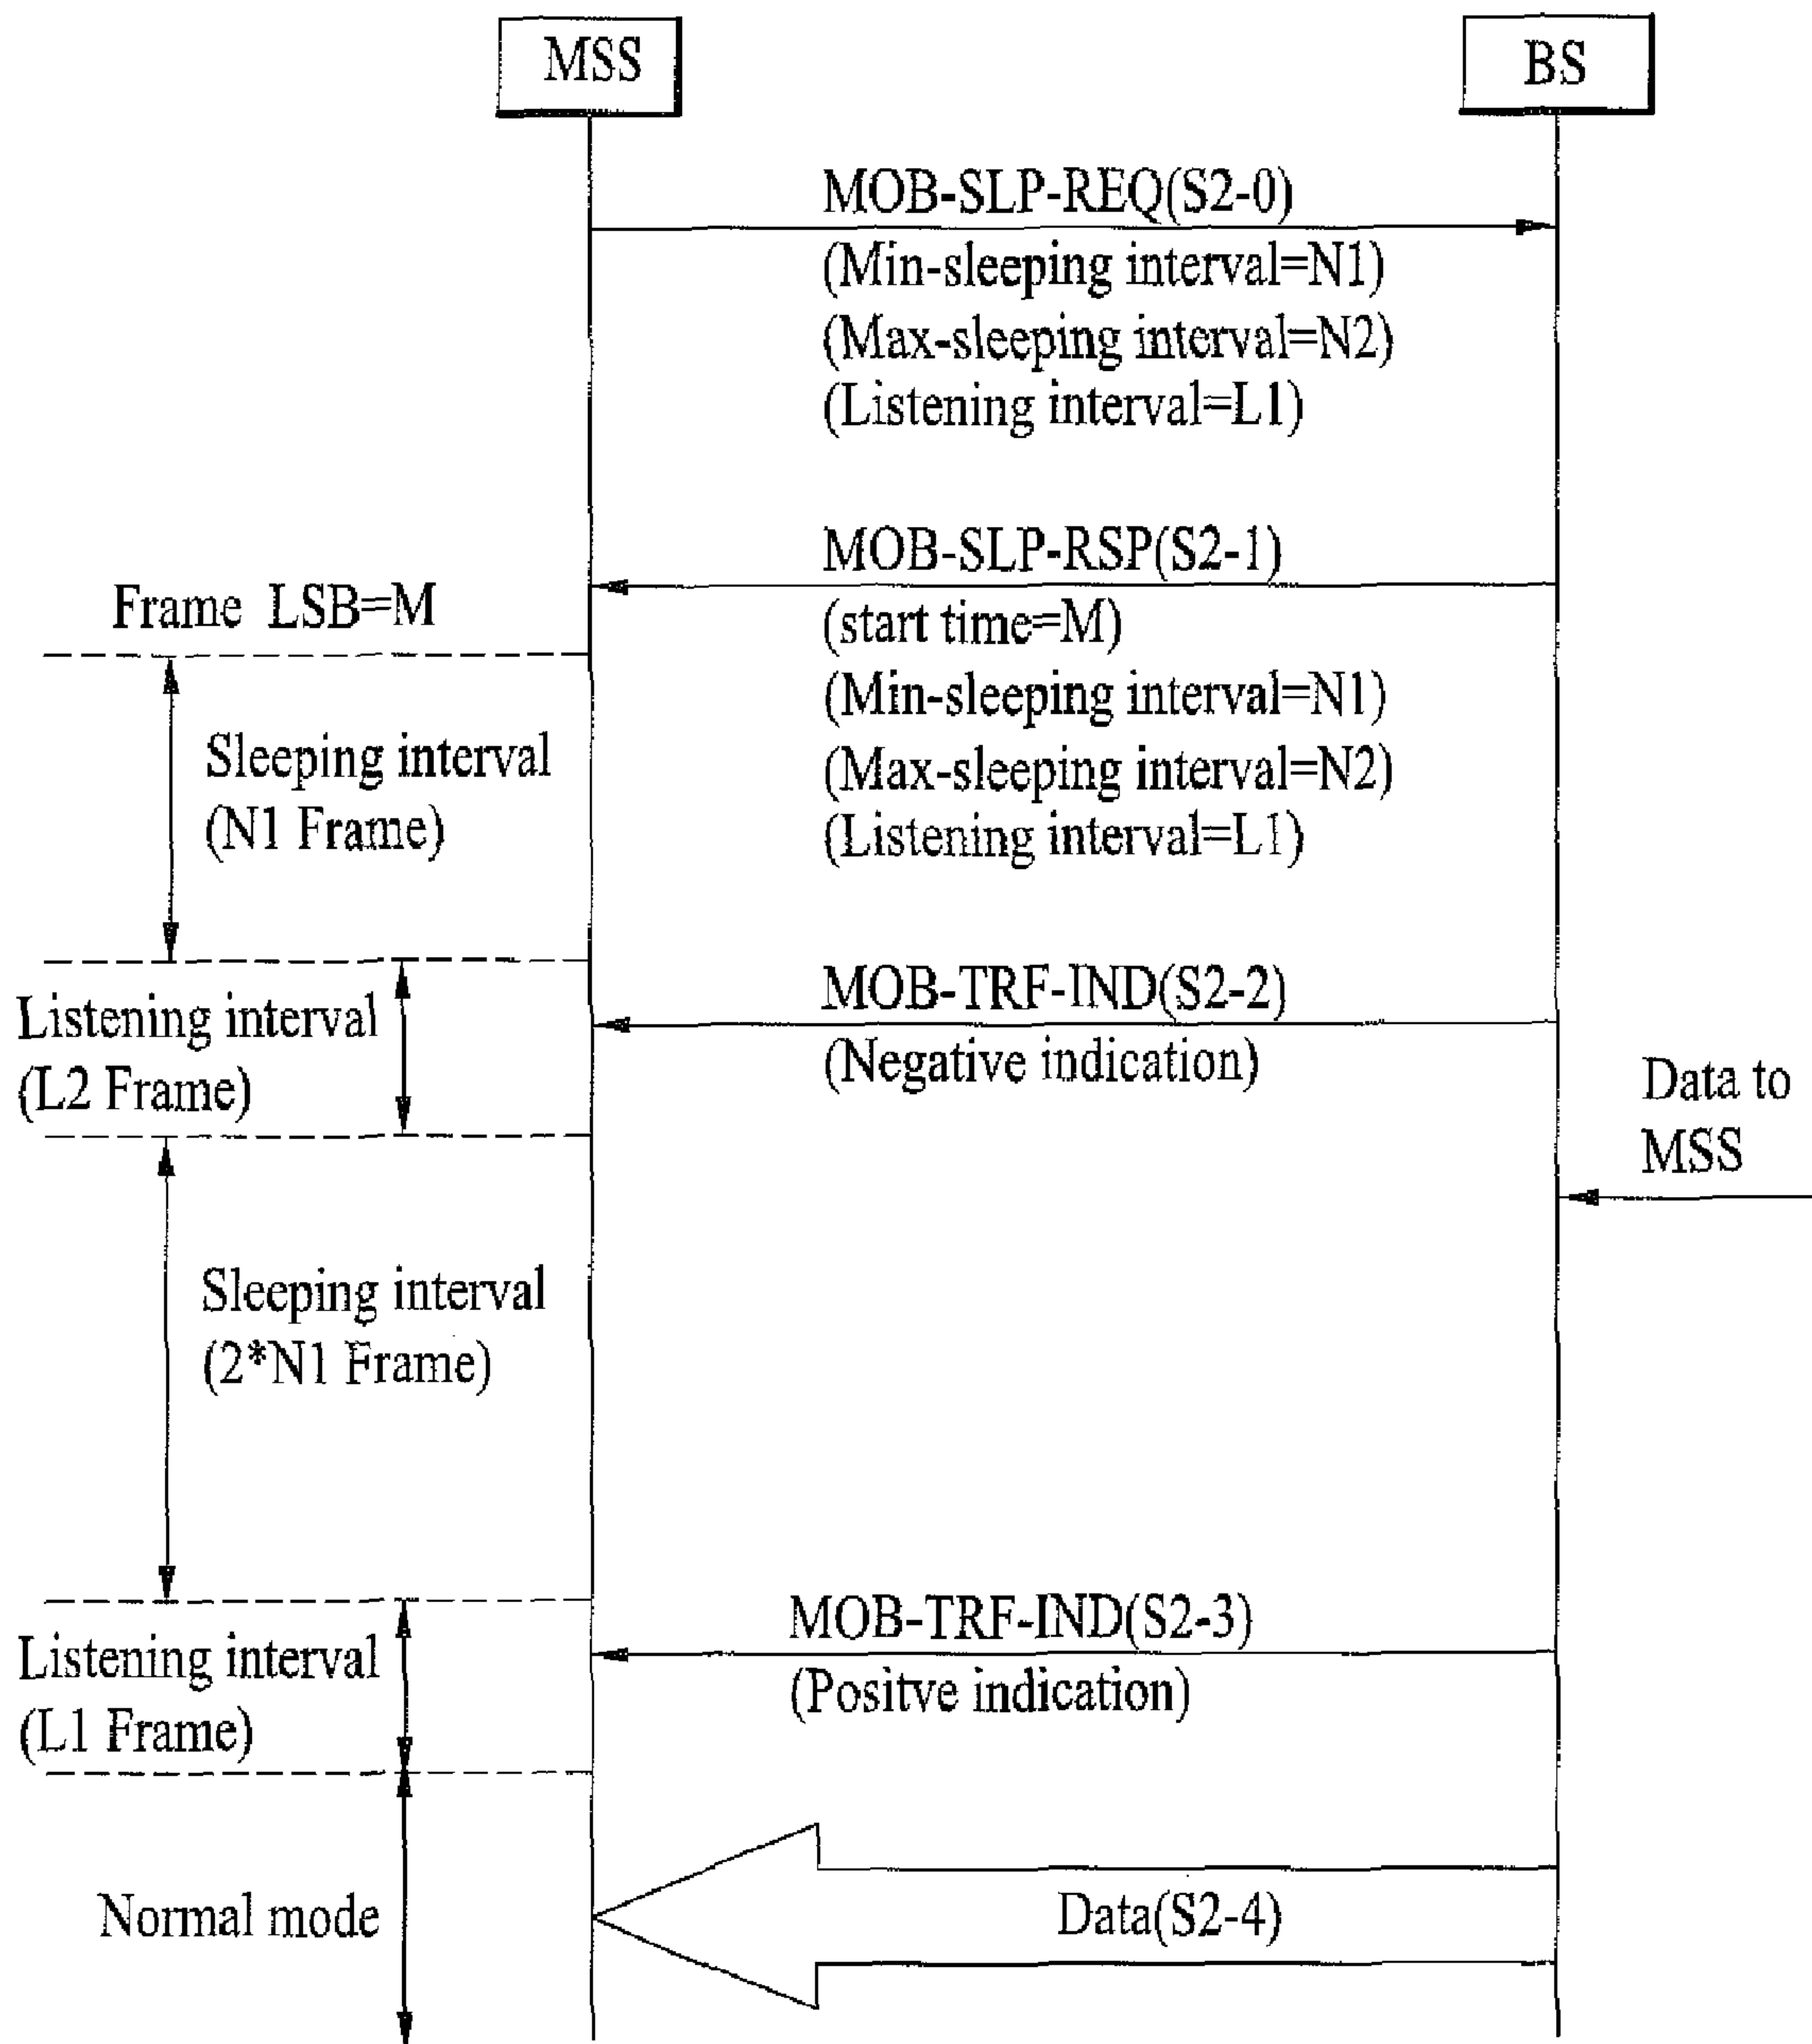 MSS
BS
MOB-SLP-REQ(S2-0)
(Min-sleeping interval=N1)
(Max-sleeping interval=N2)
(Listening interval=L1)
MOB-SLP-RSP(S2-1)
Frame LSB=M
(start time=M)
(Min-sleeping interval=N1)
(Max-sleeping interval=N2)
(Listening interval=L1)
Sleeping interval
(N1 Frame)
MOB-TRF-IND(S2-2)
(Negative indication)
Listening interval
(L2 Frame)
Data to
MSS
Sleeping interval
(2*N1 Frame)
MOB-TRF-IND(S2-3)
(Positve indication)
Listening interval
(L1 Frame)
Normal mode
Data(S2-4)